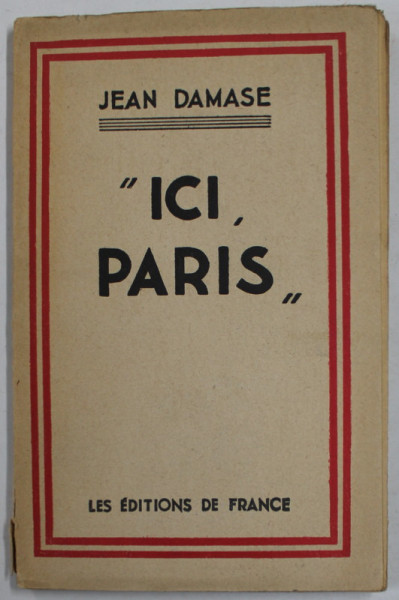 JEAN DAMASE
"ICI,
PARIS„
LES ÉDITIONS DE FRANCE